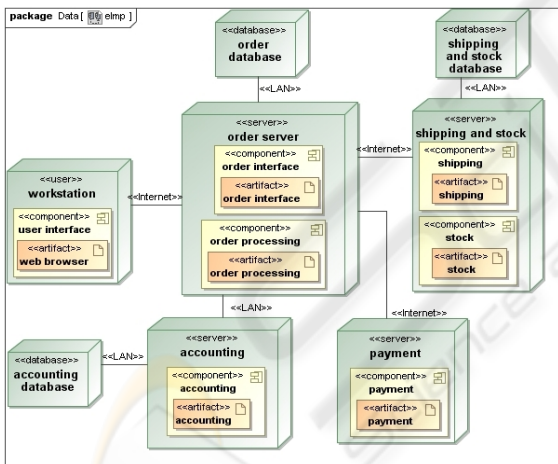 package Data [ eImp ]
<<database>>
order
database
<<database>>
shipping
and stock
database
<<LAN>>
<<LAN>>
<<server>>
order server
<<component>>
order interface
<<artifact>>
order interface
<<component>>
order processing
<<artifact>>
order processing
<<Internet>>
<<server>>
shipping and stock
<<component>>
shipping
<<artifact>>
shipping
<<component>>
stock
<<artifact>>
stock
<<user>>
workstation
<<component>>
user interface
<<artifact>>
web browser
<<Internet>>
<<LAN>>
<<Internet>>
<<database>>
accounting
database
<<LAN>>
<<server>>
accounting
<<component>>
accounting
<<artifact>>
accounting
<<server>>
payment
<<component>>
payment
<<artifact>>
payment